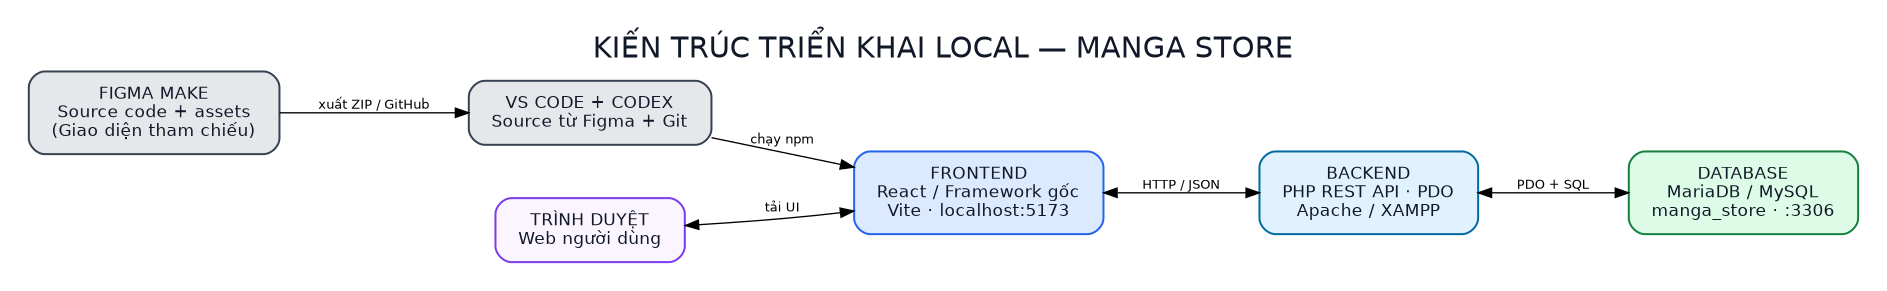 KIẾN TRÚC TRIỂN KHAI LOCAL — MANGA STORE
FIGMA MAKE
Source code + assets
(Giao diện tham chiếu)
xuất ZIP / GitHub
VS CODE + CODEX
Source từ Figma + Git
chạy npm
TRÌNH DUYỆT
Web người dùng
tải UI
FRONTEND
React / Framework gốc
Vite · localhost:5173
HTTP / JSON
BACKEND
PHP REST API · PDO
Apache / XAMPP
PDO + SQL
DATABASE
MariaDB / MySQL
manga_store · :3306